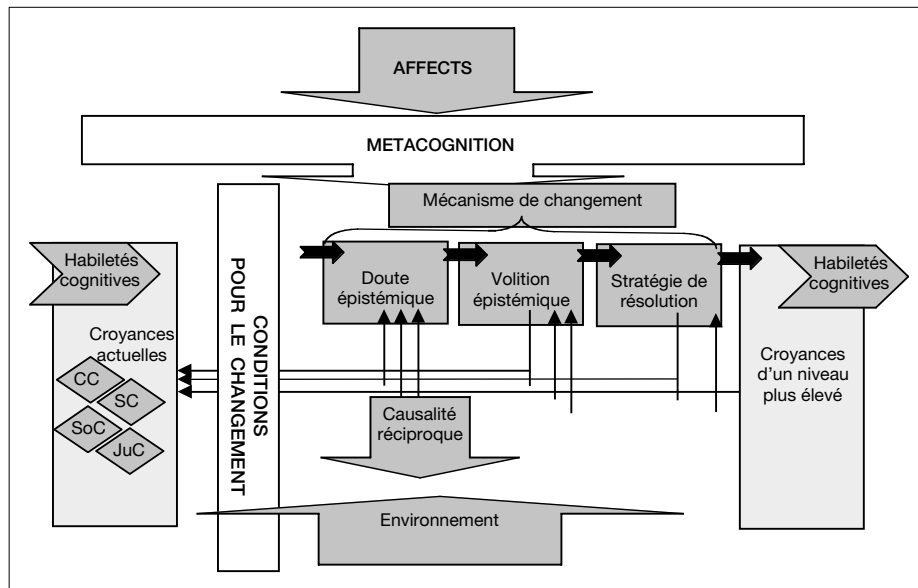 AFFECTS
METACOGNITION
Mécanisme de changement
Habiletés
cognitives
Croyances
actuelles
CC
SC
SoC
JuC
CONDITIONS
POUR LE CHANGEMENT
Doute
épistémique
Volition
épistémique
Stratégie de
résolution
Habiletés
cognitives
Croyances
d'un niveau
plus élevé
Causalité
réciproque
Environnement